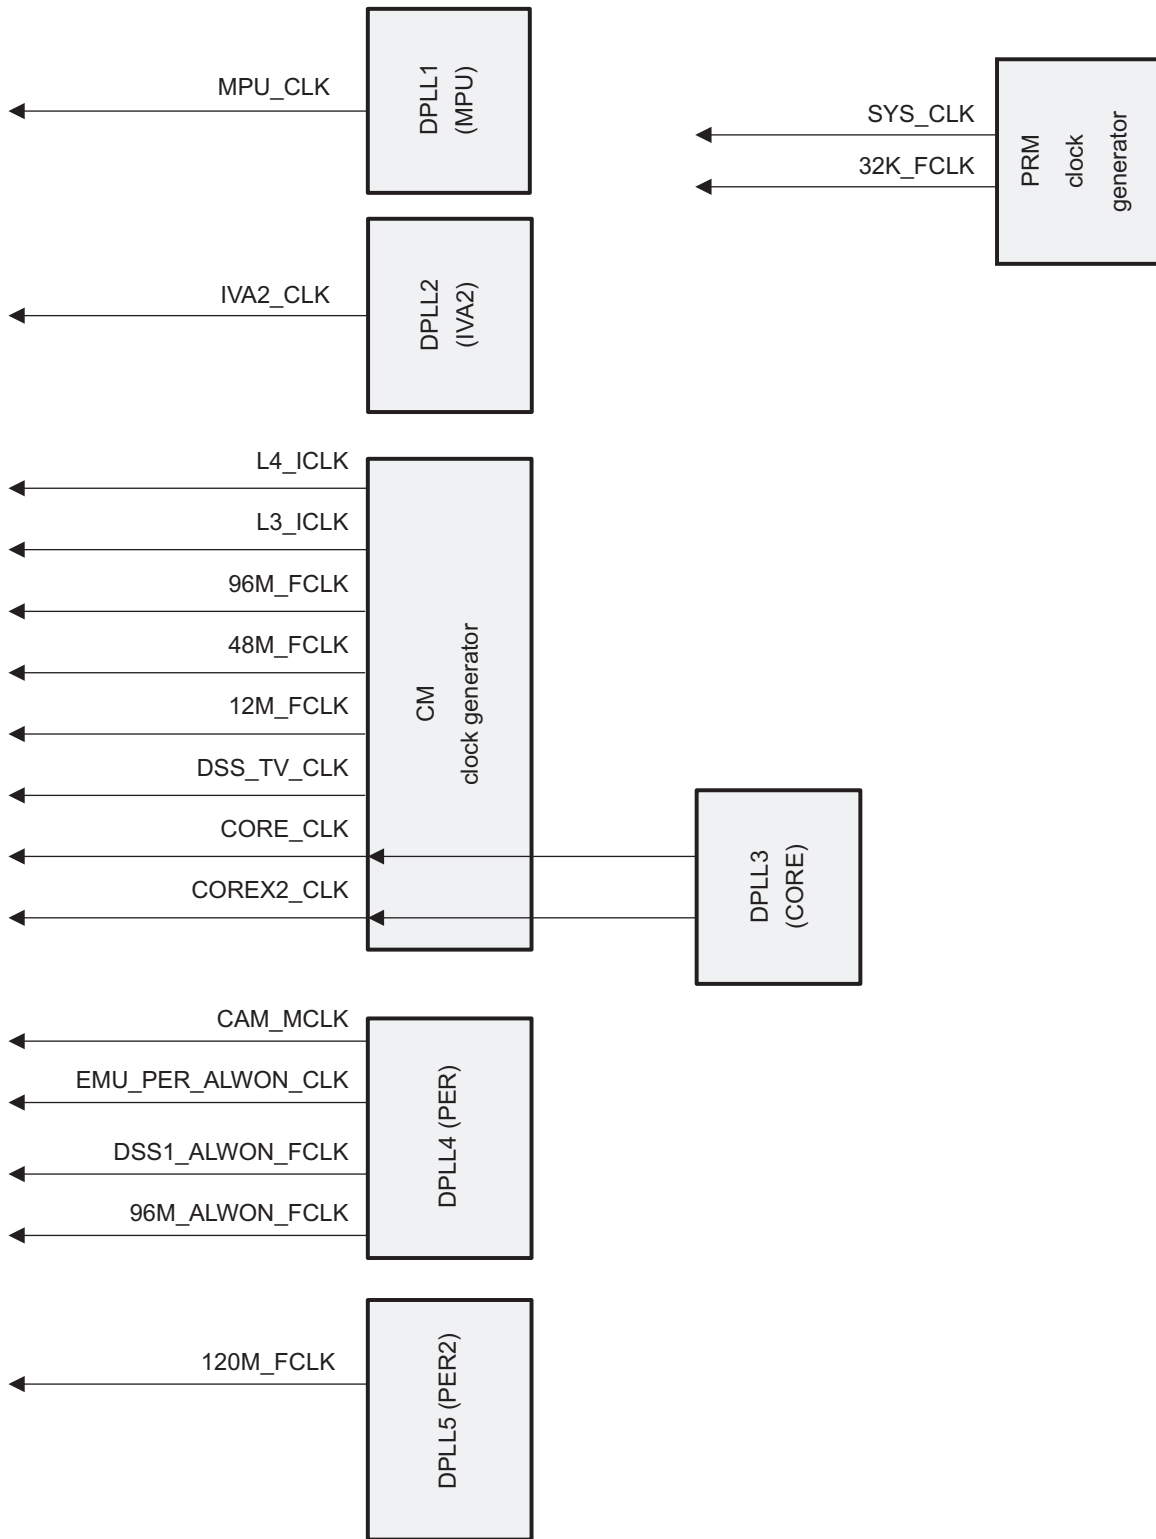 MPU_CLK
DPLL1
(MPU)
SYS_CLK
32K_FCLK
PRM
clock
generator
IVA2_CLK
DPLL2
(IVA2)
L4_ICLK
L3_ICLK
96M_FCLK
48M_FCLK
12M_FCLK
DSS_TV_CLK
CORE_CLK
COREX2_CLK
CM
clock generator
DPLL3
(CORE)
CAM_MCLK
EMU_PER_ALWON_CLK
DSS1_ALWON_FCLK
96M_ALWON_FCLK
DPLL4 (PER)
120M_FCLK
DPLL5 (PER2)